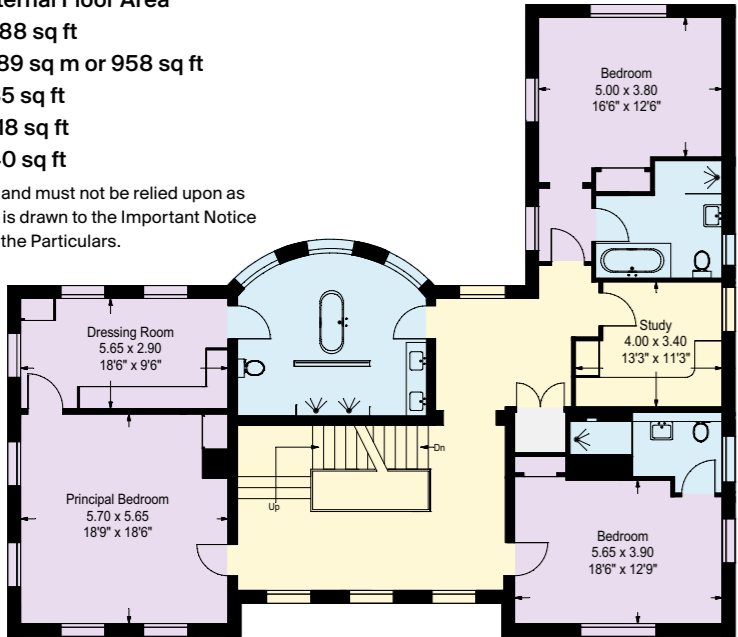 ternal Floor Area
88 sq ft
89 sq m or 958 sq ft
5 sq ft
18 sq ft
0 sq ft
and must not be relied upon as
is drawn to the Important Notice
the Particulars.
Bedroom
5.00 x 3.80
16'6" x 12'6"
Dressing Room
5.65 x 2.90
18'6" x 9'6"
Study
4.00 x 3.40
13'3" x 11'3"
Principal Bedroom
5.70 x 5.65
18'9" x 18'6"
Up
Dn
Bedroom
5.65 x 3.90
18'6" x 12'9"